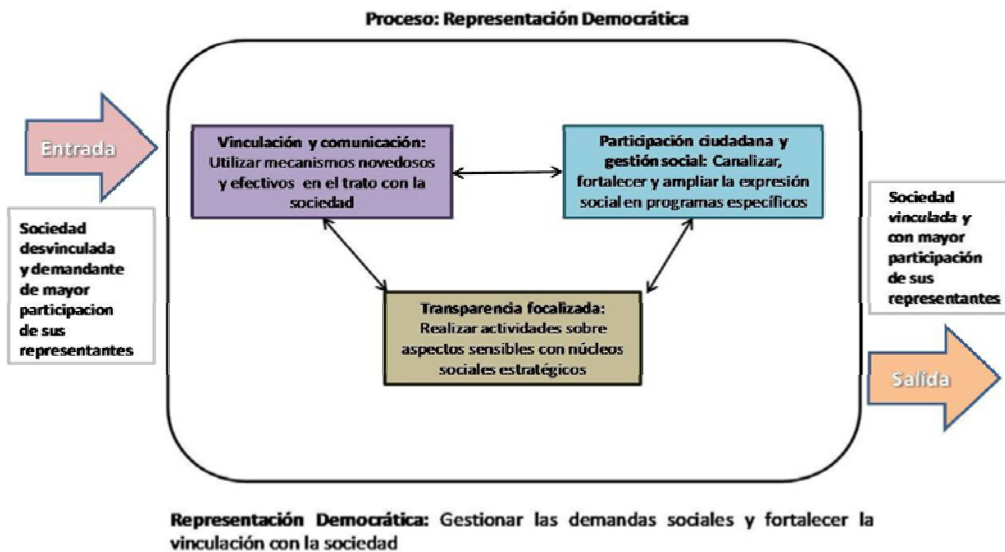 Proceso: Representación Democrática
Entrada
Sociedad
desvinculada
y demandante
de mayor
participacion
de sus
representantes
Vinculación y comunicación:
Utilizar mecanismos novedosos
y efectivos en el trato con la
sociedad
Participación ciudadana y
gestión social: Canalizar,
fortalecer y ampliar la expresión
social en programas específicos
Transparencia focalizada:
Realizar actividades sobre
aspectos sensibles con núcleos
sociales estratégicos
Sociedad
vinculada y
con mayor
participación
de sus
representantes
Salida
Representación Democrática: Gestionar las demandas sociales y fortalecer la
vinculación con la sociedad